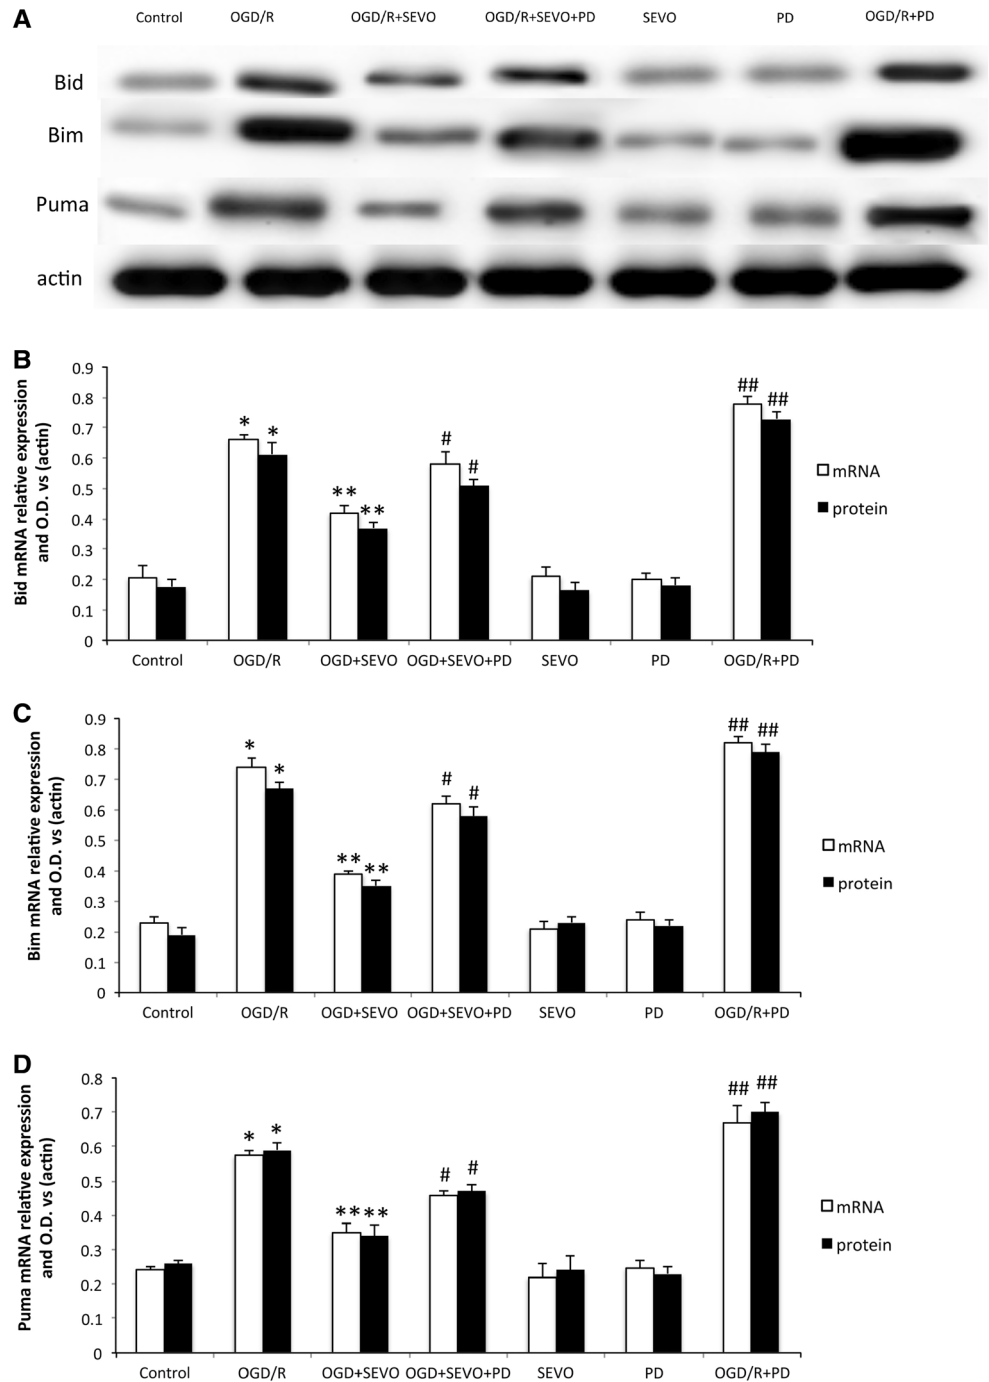 A
Control OGD/R OGD/R+SEVO OGD/R+SEVO+PD SEVO PD OGD/R+PD
Bid
Bim
Puma
actin
B
Bid mRNA relative expression
and O.D. vs (actin)
0.9
0.8
0.7
0.6
0.5
0.4
0.3
0.2
0.1
0
* *
** **
# #
## ##
mRNA
protein
Control OGD/R OGD+SEVO OGD+SEVO+PD SEVO PD OGD/R+PD
C
Bim mRNA relative expression
and O.D. vs (actin)
0.9
0.8
0.7
0.6
0.5
0.4
0.3
0.2
0.1
0
* *
** **
# #
## ##
mRNA
protein
Control OGD/R OGD+SEVO OGD+SEVO+PD SEVO PD OGD/R+PD
D
Puma mRNA relative expression
and O.D. vs (actin)
0.8
0.7
0.6
0.5
0.4
0.3
0.2
0.1
0
* *
** **
# #
## ##
mRNA
protein
Control OGD/R OGD+SEVO OGD+SEVO+PD SEVO PD OGD/R+PD